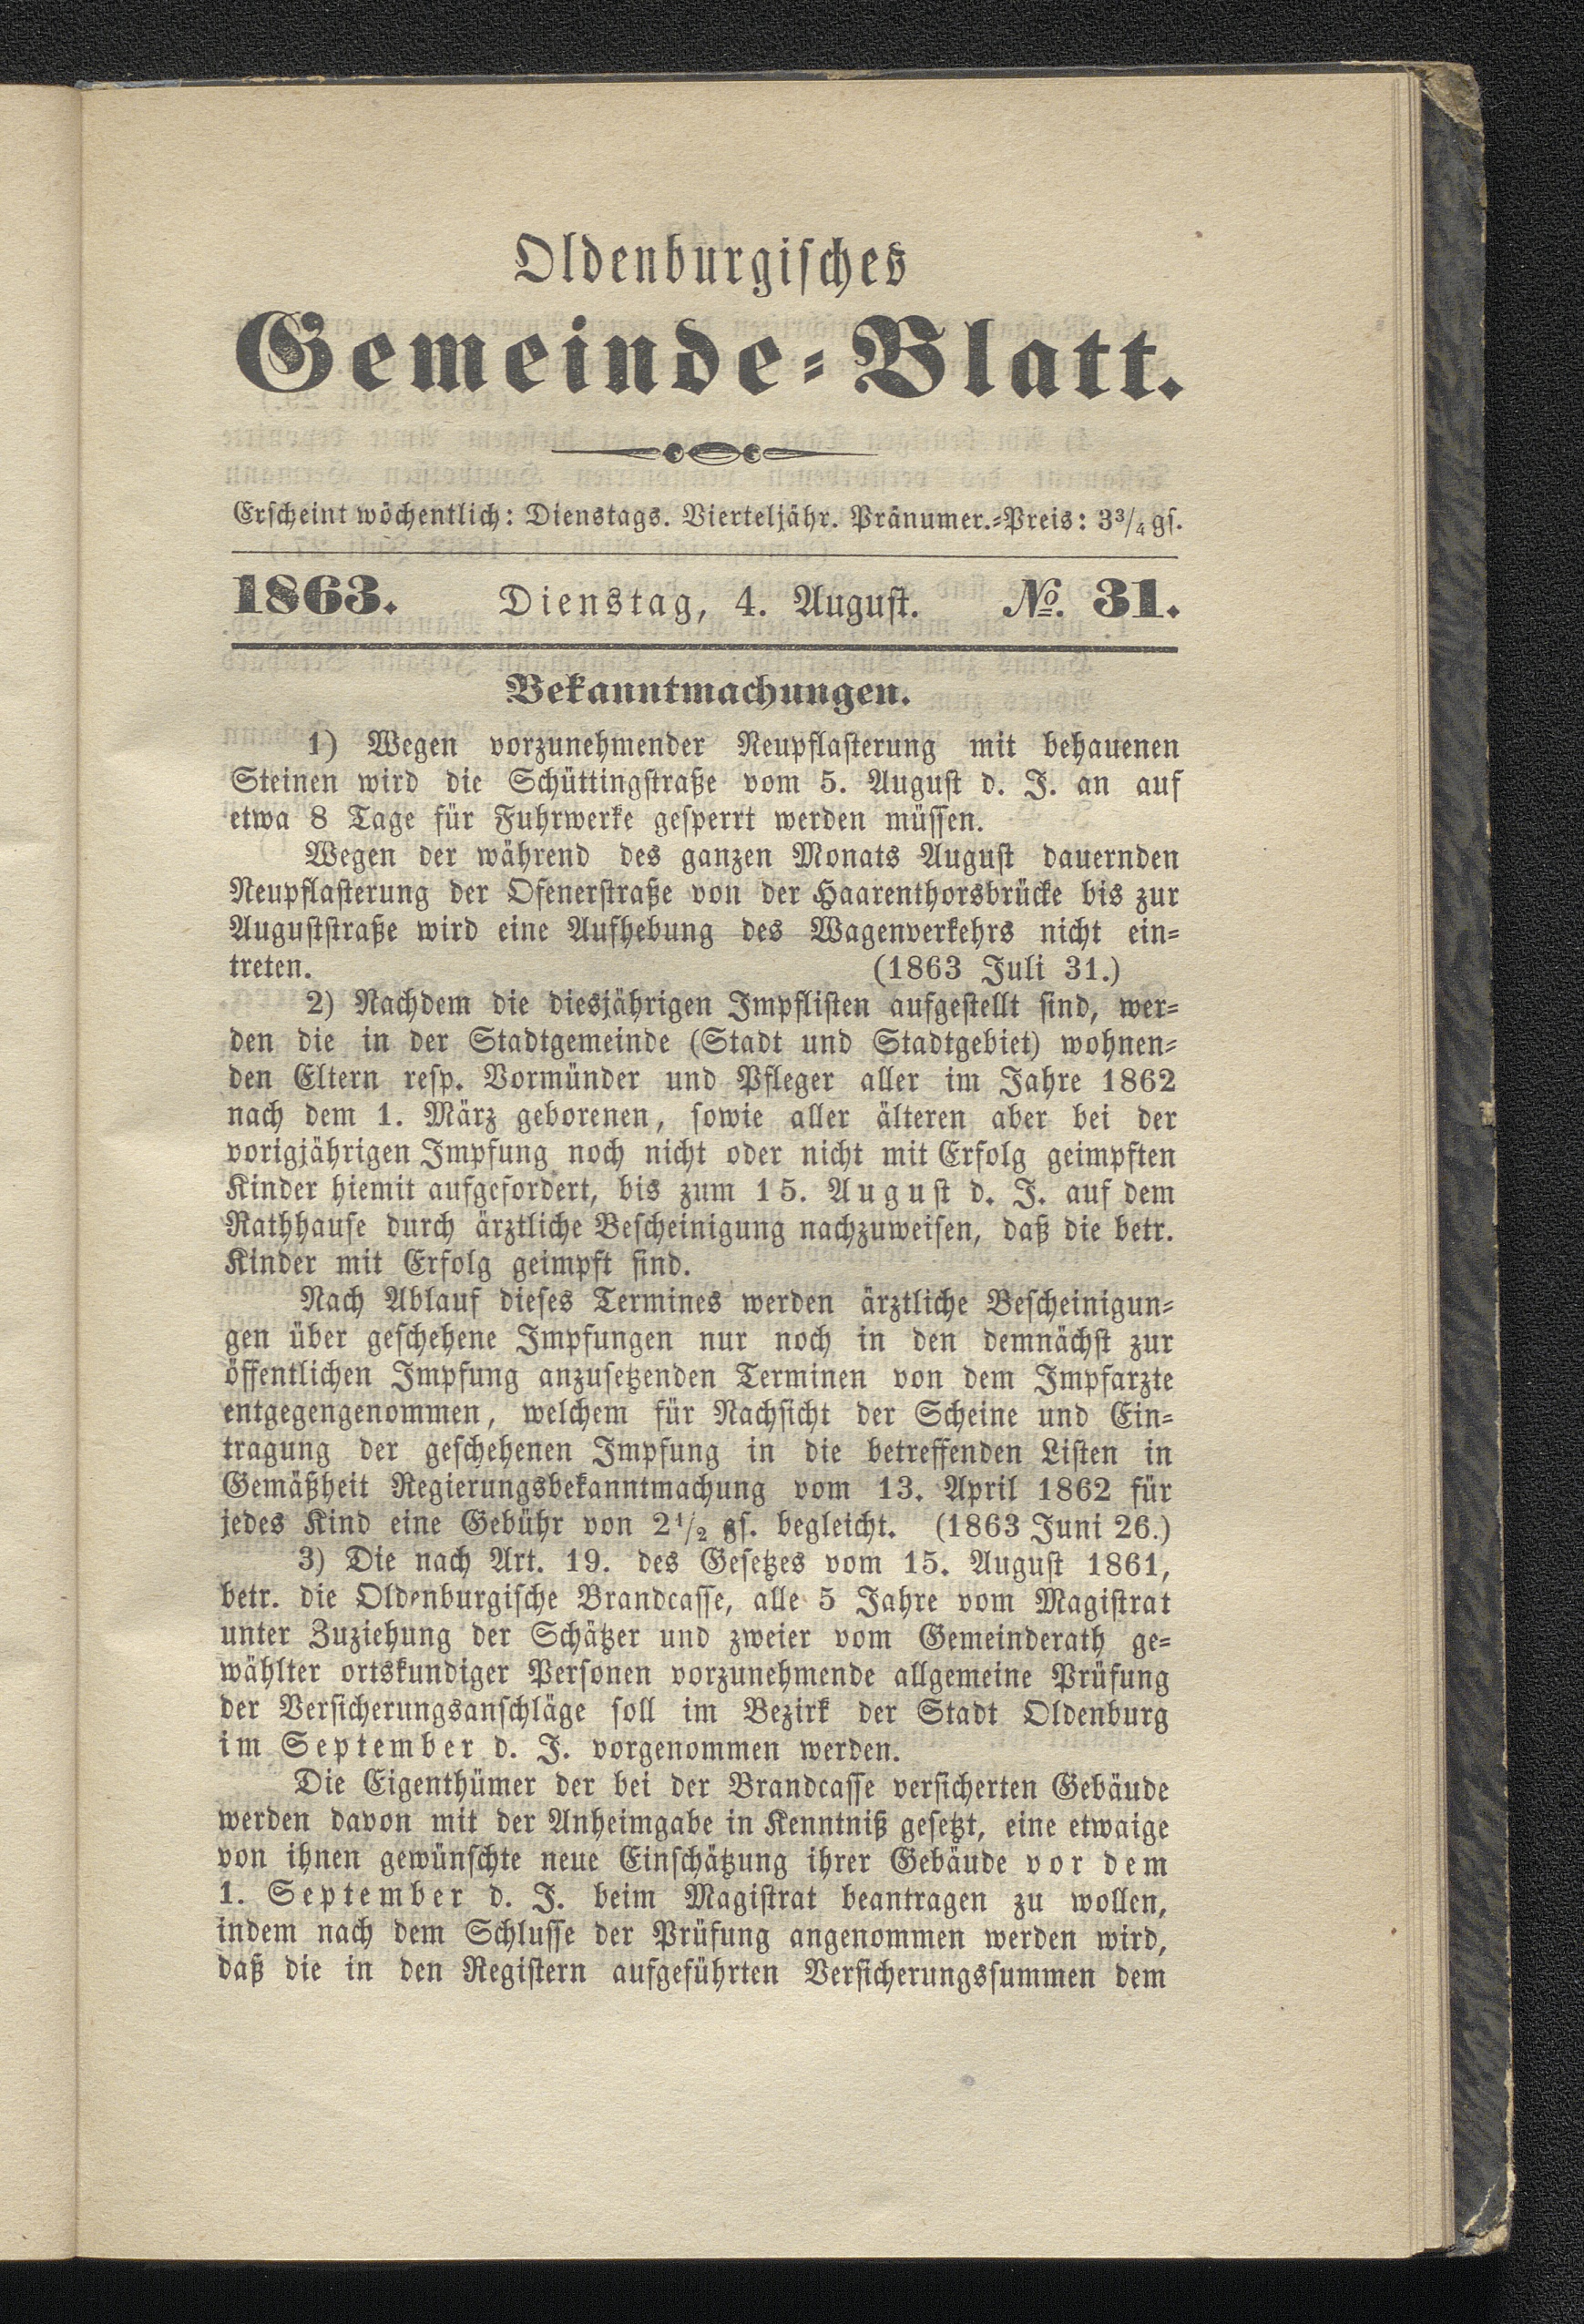 Oldenburgisches
Gemeinde-Blatt.
Erscheint wöchentlich: Dienstags. Vierteljähr. Pränumer.-Preis: 3 3/4 gs.
1863. Dienstag, 4. August. No. 31.
Bekanntmachungen.
1) Wegen vorzunehmender Neupflasterung mit behauenen
Steinen wird die Schüttingstraße vom 5. August d. J. an auf
etwa 8 Tage für Fuhrwerke gesperrt werden müssen.
Wegen der während des ganzen Monats August dauernden
Neupflasterung der Ofenerstraße von der Haarenthorsbrücke bis zur
Auguststraße wird eine Aufhebung des Wagenverkehrs nicht ein-
treten. (1863 Juli 31.)
2) Nachdem die diesjährigen Impflisten aufgestellt sind, wer-
den die in der Stadtgemeinde (Stadt und Stadtgebiet) wohnen-
den Eltern resp. Vormünder und Pfleger aller im Jahre 1862
nach dem 1. März geborenen, sowie aller älteren aber bei der
vorigjährigen Impfung noch nicht oder nicht mit Erfolg geimpften
Kinder hiemit aufgefordert, bis zum 15. August d. J. auf dem
Rathhause durch ärztliche Bescheinigung nachzuweisen, daß die betr.
Kinder mit Erfolg geimpft sind.
Nach Ablauf dieses Termines werden ärztliche Bescheinigun-
gen über geschehene Impfungen nur noch in den demnächst zur
öffentlichen Impfung anzusetzenden Terminen von dem Impfarzte
entgegengenommen, welchem für Nachsicht der Scheine und Ein-
tragung der geschehenen Impfung in die betreffenden Listen in
Gemäßheit Regierungsbekanntmachung vom 13. April 1862 für
jedes Kind eine Gebühr von 2 1/2 gs. begleicht. (1863 Juni 26.)
3) Die nach Art. 19. des Gesetzes vom 15. August 1861,
betr. die Oldenburgische Brandcasse, alle 5 Jahre vom Magistrat
unter Zuziehung der Schätzer und zweier vom Gemeinderath ge-
wählter ortskundiger Personen vorzunehmende allgemeine Prüfung
der Versicherungsanschläge soll im Bezirk der Stadt Oldenburg
im September d. J. vorgenommen werden.
Die Eigenthümer der bei der Brandcasse versicherten Gebäude
werden davon mit der Anheimgabe in Kenntniß gesetzt, eine etwaige
von ihnen gewünschte neue Einschätzung ihrer Gebäude vor dem
1. September d. J. beim Magistrat beantragen zu wollen,
indem nach dem Schlusse der Prüfung angenommen werden wird,
daß die in den Registern aufgeführten Versicherungssummen dem